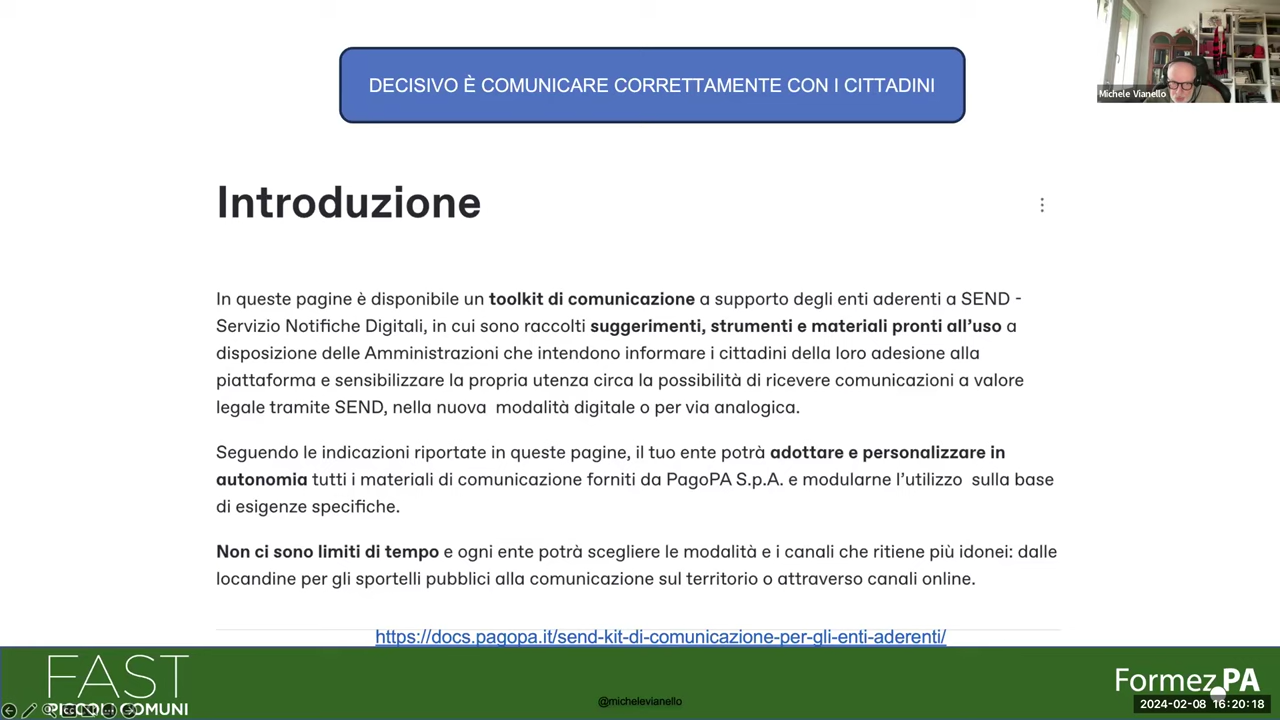 DECISIVO È COMUNICARE CORRETTAMENTE CON I CITTADINI
Michele Vianello
Introduzione
In queste pagine è disponibile un toolkit di comunicazione a supporto degli enti aderenti a SEND -
Servizio Notifiche Digitali, in cui sono raccolti suggerimenti, strumenti e materiali pronti all’uso a
disposizione delle Amministrazioni che intendono informare i cittadini della loro adesione alla
piattaforma e sensibilizzare la propria utenza circa la possibilità di ricevere comunicazioni a valore
legale tramite SEND, nella nuova modalità digitale o per via analogica.
Seguendo le indicazioni riportate in queste pagine, il tuo ente potrà adottare e personalizzare in
autonomia tutti i materiali di comunicazione forniti da PagoPA S.p.A. e modularne l’utilizzo sulla base
di esigenze specifiche.
Non ci sono limiti di tempo e ogni ente potrà scegliere le modalità e i canali che ritiene più idonei: dalle
locandine per gli sportelli pubblici alla comunicazione sul territorio o attraverso canali online.
https://docs.pagopa.it/send-kit-di-comunicazione-per-gli-enti-aderenti/
FAST
PICCOLI COMUNI
@michelevianello
FormezPA
2024-02-08 16:20:18